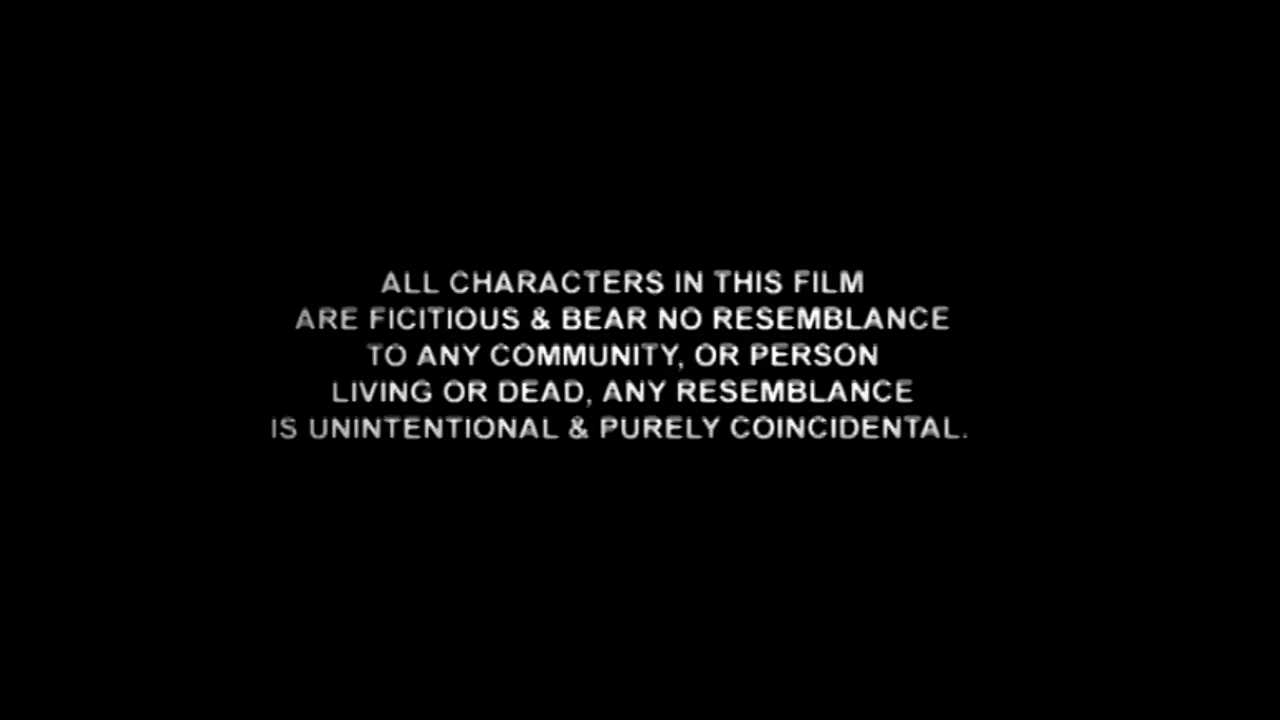 ALL CHARACTERS IN THIS FILM
ARE FICITIOUS & BEAR NO RESEMBLANCE
TO ANY COMMUNITY, OR PERSON
LIVING OR DEAD, ANY RESEMBLANCE
IS UNINTENTIONAL & PURELY COINCIDENTAL.